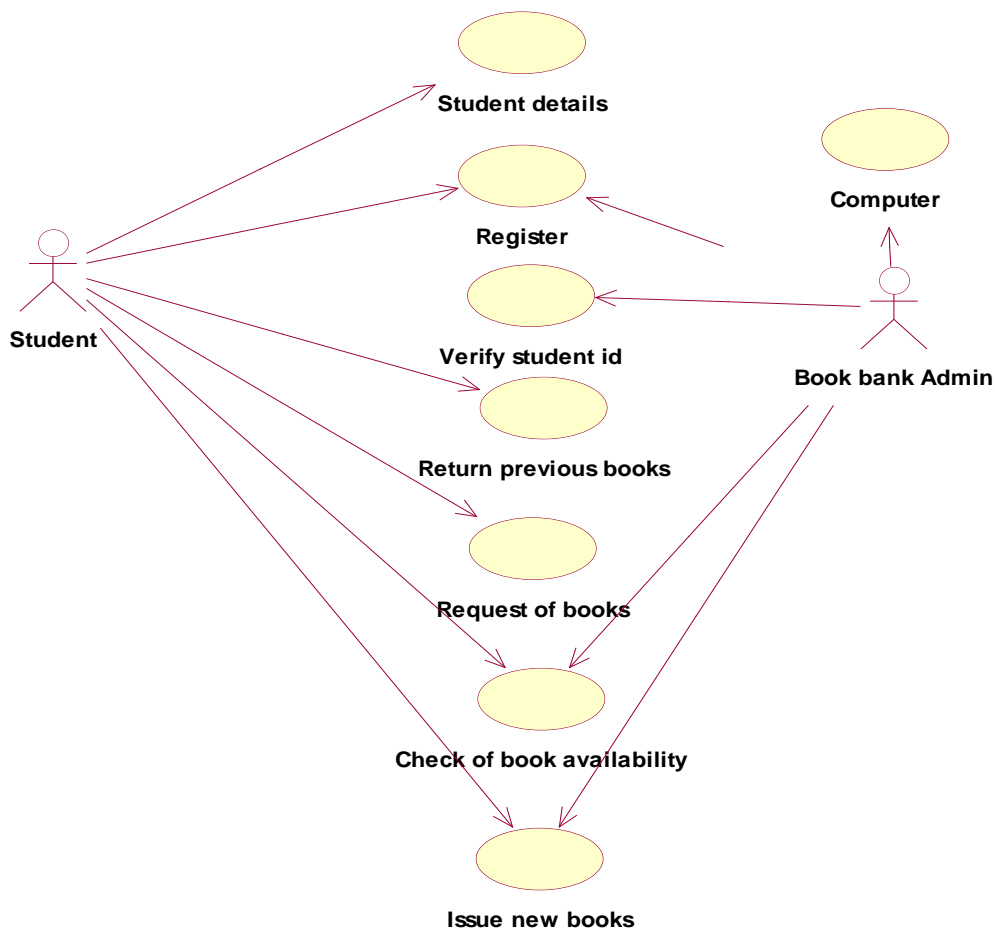 Student details
Computer
Register
Student
Verify student id
Book bank Admin
Return previous books
Request of books
Check of book availability
Issue new books